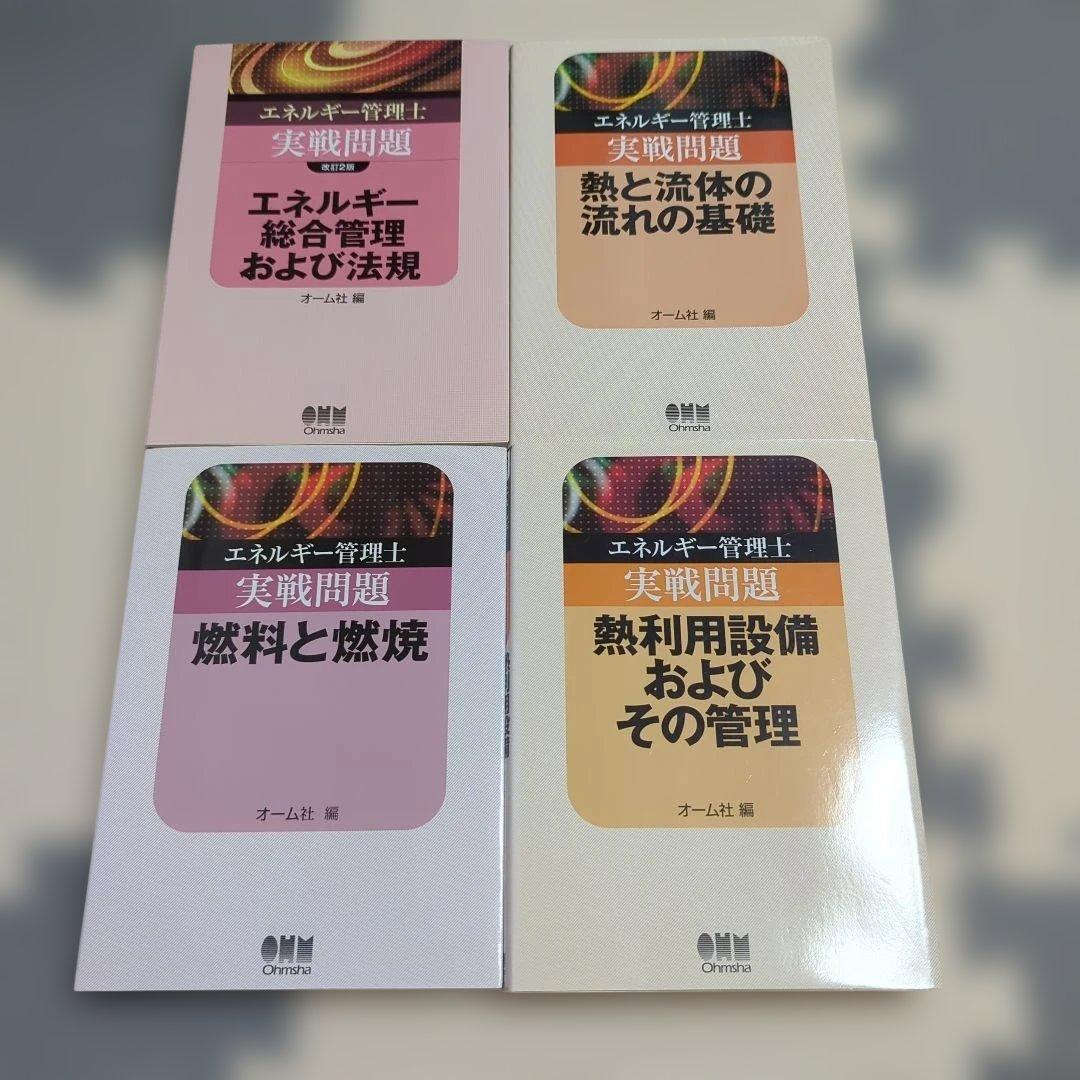 エネルギー管理士
実戦問題
改訂2版
エネルギー
総合管理
および法規
オーム社 編
OHM
Ohmsha
エネルギー管理士
実戦問題
熱と流体の
流れの基礎
オーム社 編
OHM
Ohmsha
エネルギー管理士
実戦問題
燃料と燃焼
オーム社 編
OHM
Ohmsha
エネルギー管理士
実戦問題
熱利用設備
および
その管理
オーム社 編
OHM
Ohmsha